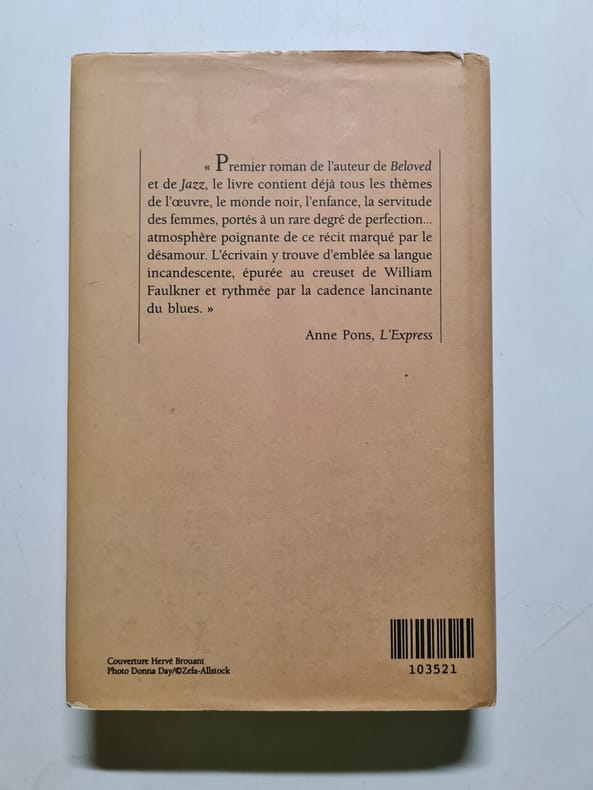 « Premier roman de l'auteur de Beloved
et de Jazz, le livre contient déjà tous les thèmes
de l'œuvre, le monde noir, l'enfance, la servitude
des femmes, portés à un rare degré de perfection...
atmosphère poignante de ce récit marqué par le
désamour. L'écrivain y trouve d'emblée sa langue
incandescente, épurée au creuset de William
Faulkner et rythmée par la cadence lancinante
du blues. »
Anne Pons, L'Express
Couverture Hervé Brouant
Photo Donna Day/©Zefa-Allstock
103521